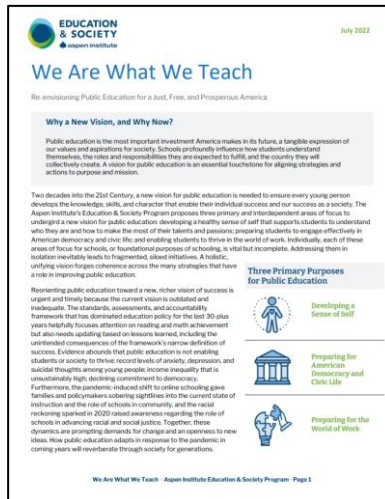 EDUCATION
& SOCIETY
aspen institute
July 2022
We Are What We Teach
Re-envisioning Public Education for a Just, Free, and Prosperous America
Why a New Vision, and Why Now?
Public education is the most important investment America makes in its future, a tangible expression of
our values and aspirations for society. Schools profoundly influence how students understand
themselves, the roles and responsibilities they are expected to fulfill, and the country they will
collectively create. A vision for public education is an essential touchstone for aligning strategies and
actions to purpose and mission.
Two decades into the 21st Century, a new vision for public education is needed to ensure every young person
develops the knowledge, skills, and character that enable their individual success and our success as a society. The
Aspen Institute's Education & Society Program proposes three primary and interdependent areas of focus to
undergird a new vision for public education: developing a healthy sense of self that supports students to understand
who they are and how to make the most of their talents and passions; preparing students to engage effectively in
American democracy and civic life; and enabling students to thrive in the world of work. Individually, each of these
areas of focus for schools, or foundational purposes of schooling, is vital but incomplete. Addressing them in
isolation inevitably leads to fragmented, siloed initiatives. A holistic,
unifying vision forges coherence across the many strategies that have
a role in improving public education.
Reorienting public education toward a new, richer vision of success is
urgent and timely because the current vision is outdated and
inadequate. The standards, assessments, and accountability
framework that has dominated education policy for the last 30-plus
years helpfully focuses attention on reading and math achievement
but also needs updating based on lessons learned, including the
unintended consequences of the framework's narrow definition of
success. Evidence abounds that public education is not enabling
students or society to thrive: record levels of anxiety, depression, and
suicidal thoughts among young people; income inequality that is
unsustainably high; declining commitment to democracy.
Furthermore, the pandemic-induced shift to online schooling gave
families and policymakers sobering sightlines into the current state of
instruction and the role of schools in community, and the racial
reckoning sparked in 2020 raised awareness regarding the role of
schools in advancing racial and social justice. Together, these
dynamics are prompting demands for change and an openness to new
ideas. How public education adapts in response to the pandemic in
coming years will reverberate through society for generations.
Three Primary Purposes
for Public Education
Developing a
Sense of Self
Preparing for
American
Democracy and
Civic Life
Preparing for the
World of Work
We Are What We Teach · Aspen Institute Education & Society Program · Page 1